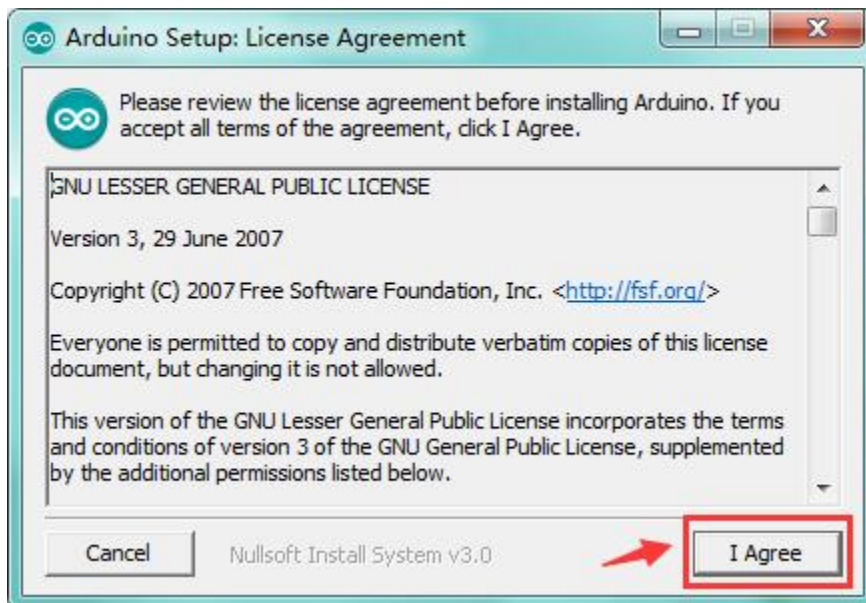 Arduino Setup: License Agreement
Please review the license agreement before installing Arduino. If you
accept all terms of the agreement, click I Agree.
GNU LESSER GENERAL PUBLIC LICENSE
Version 3, 29 June 2007
Copyright (C) 2007 Free Software Foundation, Inc. <http://fsf.org/>
Everyone is permitted to copy and distribute verbatim copies of this license
document, but changing it is not allowed.
This version of the GNU Lesser General Public License incorporates the terms
and conditions of version 3 of the GNU General Public License, supplemented
by the additional permissions listed below.
Cancel
Nullsoft Install System v3.0
I Agree